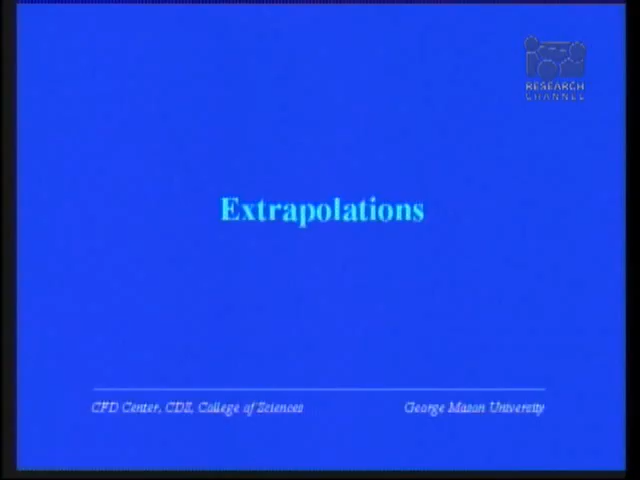 RESEARCH
CHANNEL
Extrapolations
CFD Center, CDS, College of Sciences
George Mason University